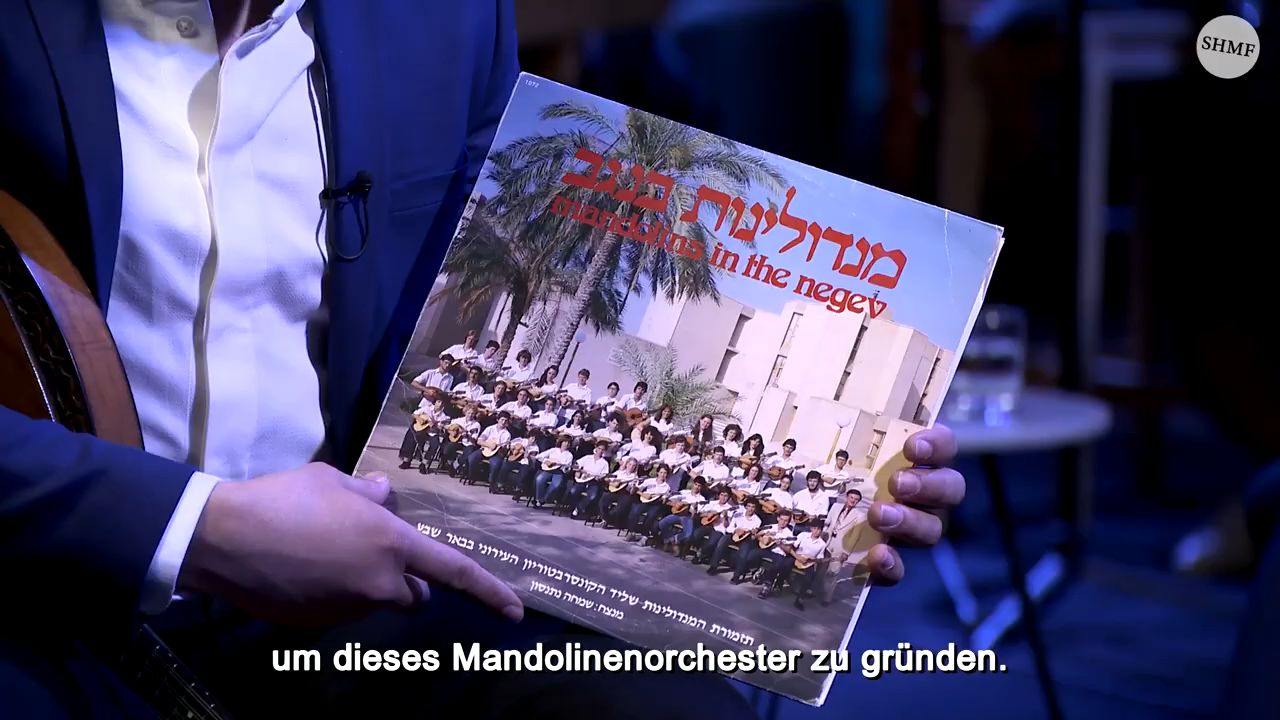 SHMF
1072
מנדולינות בנגב
mandolins in the negev
תזמורת המנדולינות שליד הקונסרבטוריון העירוני בבאר שבע
מנצח: שמחה נתנסון
um dieses Mandolinenorchester zu gründen.